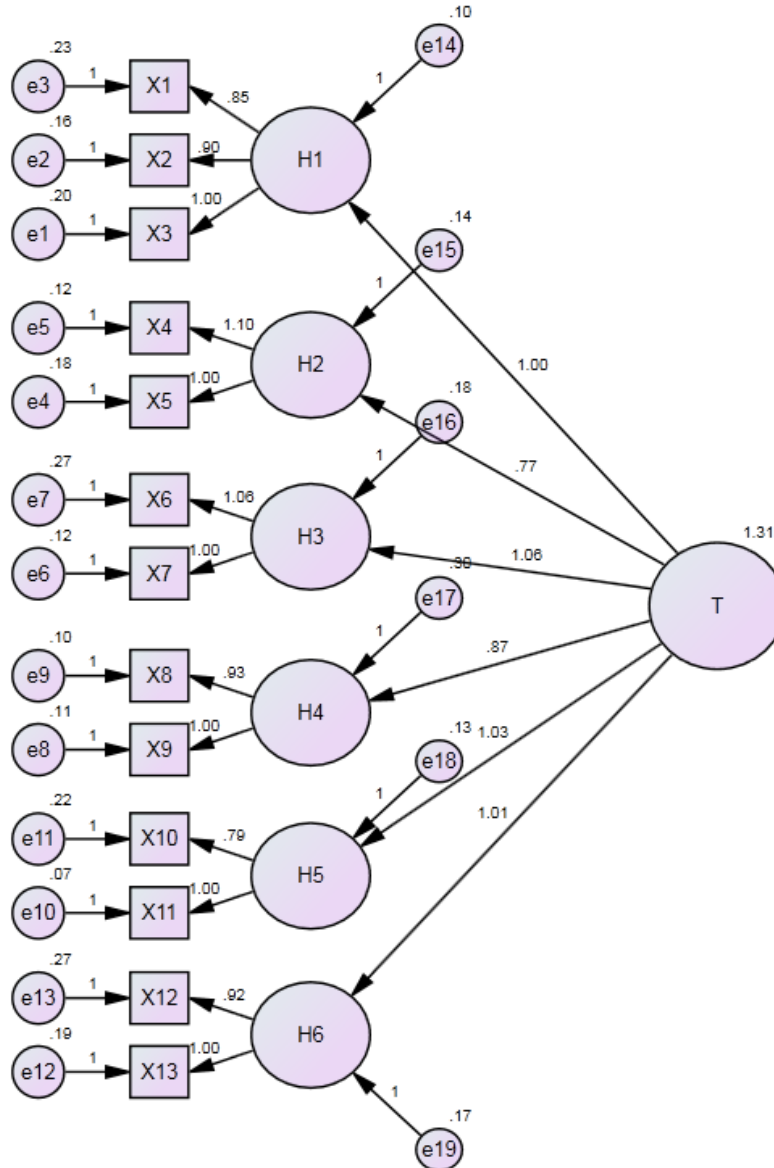 .10
e14
.23
e3 1 X1
.85
1
.16
e2 1 X2
.90
H1
.20
e1 1 X3
1.00
.14
e15
1
.12
e5 1 X4
1.10
H2
.18
e4 1 X5
1.00
1.00
.18
e16
1
.77
.27
e7 1 X6
1.06
H3
.12
e6 1 X7
1.00
1.06
1.31
T
e17
1
.87
.10
e9 1 X8
.93
H4
.11
e8 1 X9
1.00
.13
e18
1
1.03
1.01
.22
e11 1 X10
.79
H5
.07
e10 1 X11
1.00
.27
e13 1 X12
.92
H6
.19
e12 1 X13
1.00
1
.17
e19